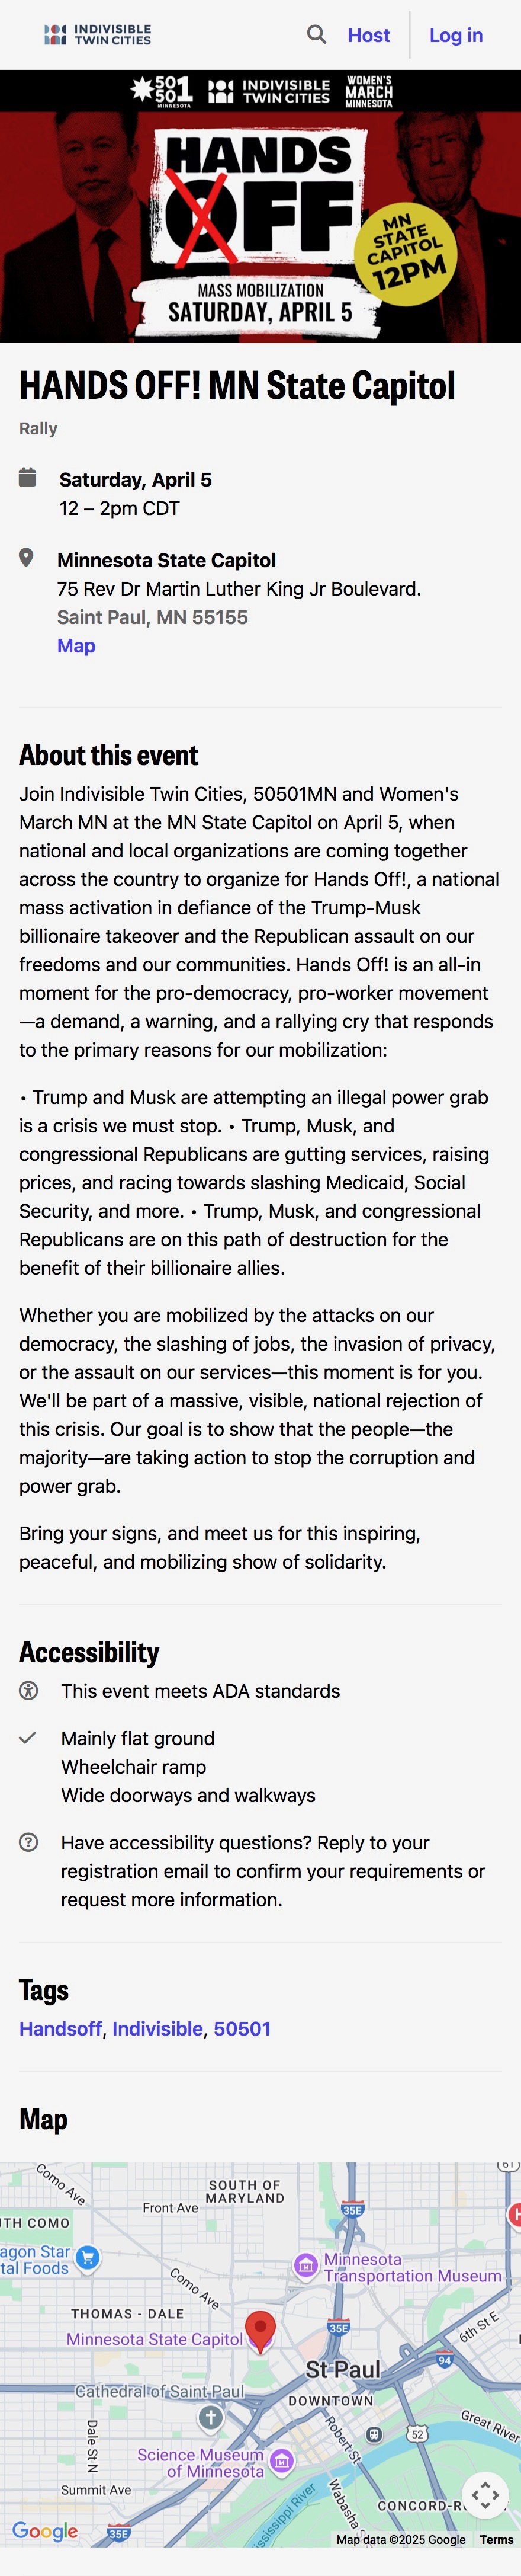 INDIVISIBLE
TWIN CITIES
Host
Log in
50
501
MINNESOTA
INDIVISIBLE
TWIN CITIES
WOMEN'S
MARCH
MINNESOTA
HANDS
OFF
MN
STATE
CAPITOL
12PM
MASS MOBILIZATION
SATURDAY, APRIL 5
HANDS OFF! MN State Capitol
Rally
Saturday, April 5
12 – 2pm CDT
Minnesota State Capitol
75 Rev Dr Martin Luther King Jr Boulevard.
Saint Paul, MN 55155
Map
About this event
Join Indivisible Twin Cities, 50501MN and Women's
March MN at the MN State Capitol on April 5, when
national and local organizations are coming together
across the country to organize for Hands Off!, a national
mass activation in defiance of the Trump-Musk
billionaire takeover and the Republican assault on our
freedoms and our communities. Hands Off! is an all-in
moment for the pro-democracy, pro-worker movement
—a demand, a warning, and a rallying cry that responds
to the primary reasons for our mobilization:
• Trump and Musk are attempting an illegal power grab
is a crisis we must stop. • Trump, Musk, and
congressional Republicans are gutting services, raising
prices, and racing towards slashing Medicaid, Social
Security, and more. • Trump, Musk, and congressional
Republicans are on this path of destruction for the
benefit of their billionaire allies.
Whether you are mobilized by the attacks on our
democracy, the slashing of jobs, the invasion of privacy,
or the assault on our services—this moment is for you.
We'll be part of a massive, visible, national rejection of
this crisis. Our goal is to show that the people—the
majority—are taking action to stop the corruption and
power grab.
Bring your signs, and meet us for this inspiring,
peaceful, and mobilizing show of solidarity.
Accessibility
This event meets ADA standards
Mainly flat ground
Wheelchair ramp
Wide doorways and walkways
Have accessibility questions? Reply to your
registration email to confirm your requirements or
request more information.
Tags
Handsoff, Indivisible, 50501
Map
Como Ave
SOUTH OF
MARYLAND
61
Front Ave
35E
H
TH COMO
agon Star
tal Foods
Minnesota
Transportation Museum
Como Ave
THOMAS - DALE
35E
6th St E
Minnesota State Capitol
94
St Paul
Cathedral of Saint Paul
DOWNTOWN
Dale St N
Robert St
52
Great River
Science Museum
of Minnesota
Summit Ave
Mississippi River
Wabasha
CONCORD-R
Google
35E
Map data ©2025 Google
Terms